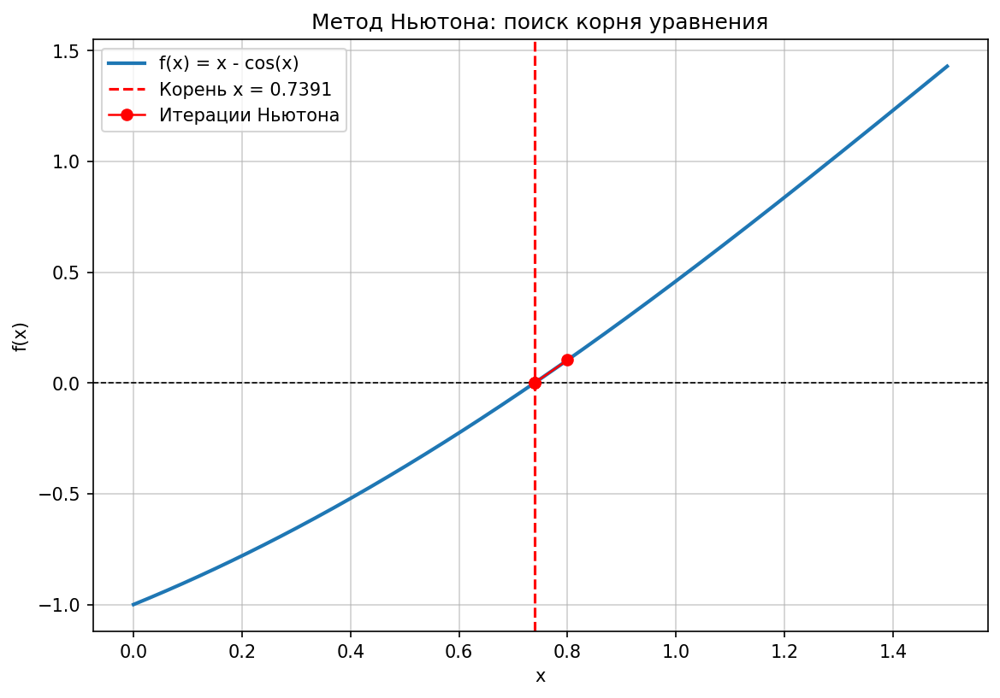 Метод Ньютона: поиск корня уравнения
f(x) = x - cos(x)
Корень x = 0.7391
Итерации Ньютона
1.5
1.0
0.5
0.0
−0.5
−1.0
f(x)
0.0 0.2 0.4 0.6 0.8 1.0 1.2 1.4
x